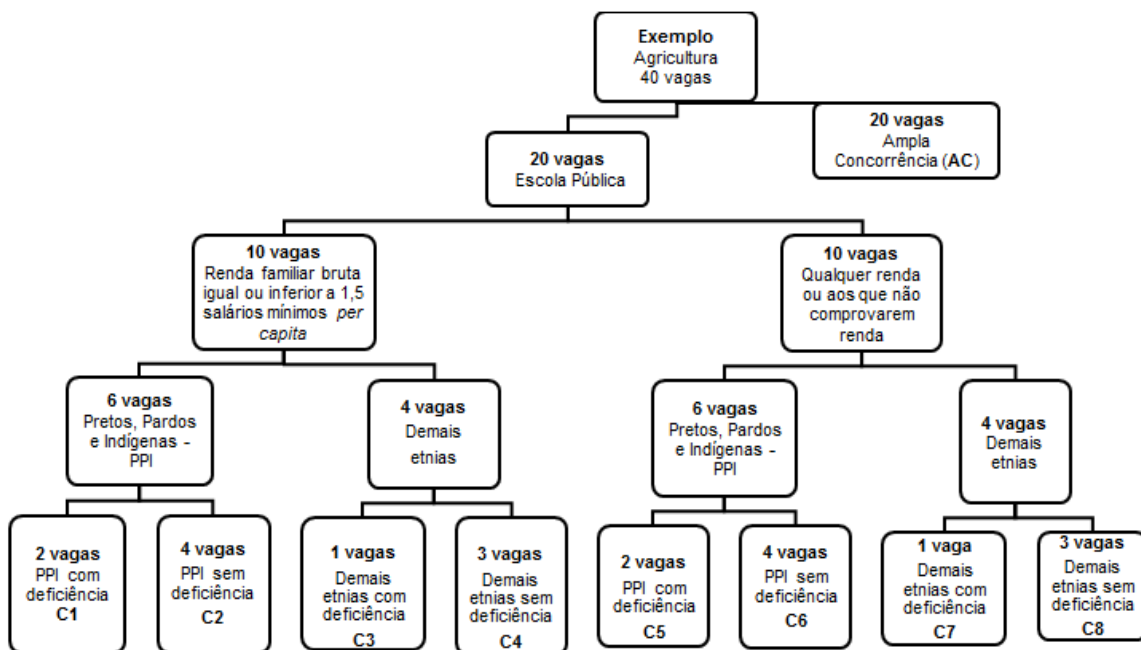 Exemplo
Agricultura
40 vagas
20 vagas
Ampla
Concorrência (AC)
20 vagas
Escola Pública
10 vagas
Renda familiar bruta
igual ou inferior a 1,5
salários mínimos per
capita
10 vagas
Qualquer renda
ou aos que não
comprovarem
renda
6 vagas
Pretos, Pardos
e Indígenas -
PPI
4 vagas
Demais
etnias
6 vagas
Pretos, Pardos
e Indígenas -
PPI
4 vagas
Demais
etnias
2 vagas
PPI com
deficiência
C1
4 vagas
PPI sem
deficiência
C2
1 vagas
Demais
etnias com
deficiência
C3
3 vagas
Demais
etnias sem
deficiência
C4
2 vagas
PPI com
deficiência
C5
4 vagas
PPI sem
deficiência
C6
1 vaga
Demais
etnias com
deficiência
C7
3 vagas
Demais
etnias sem
deficiência
C8